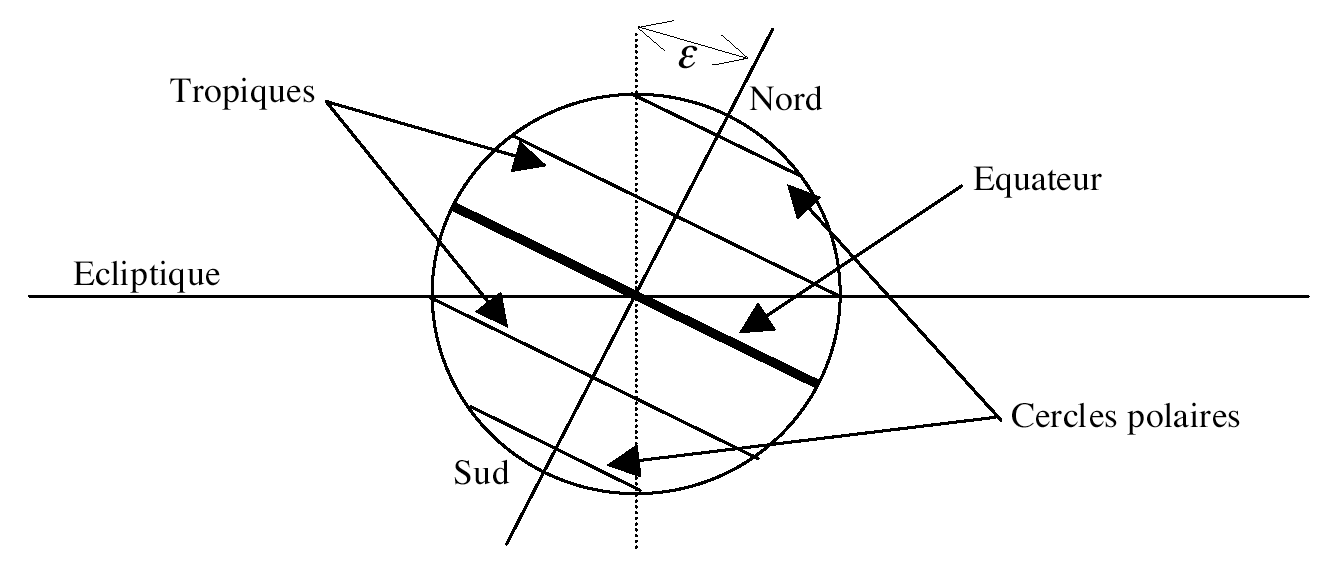 ε
Tropiques
Nord
Equateur
Ecliptique
Cercles polaires
Sud